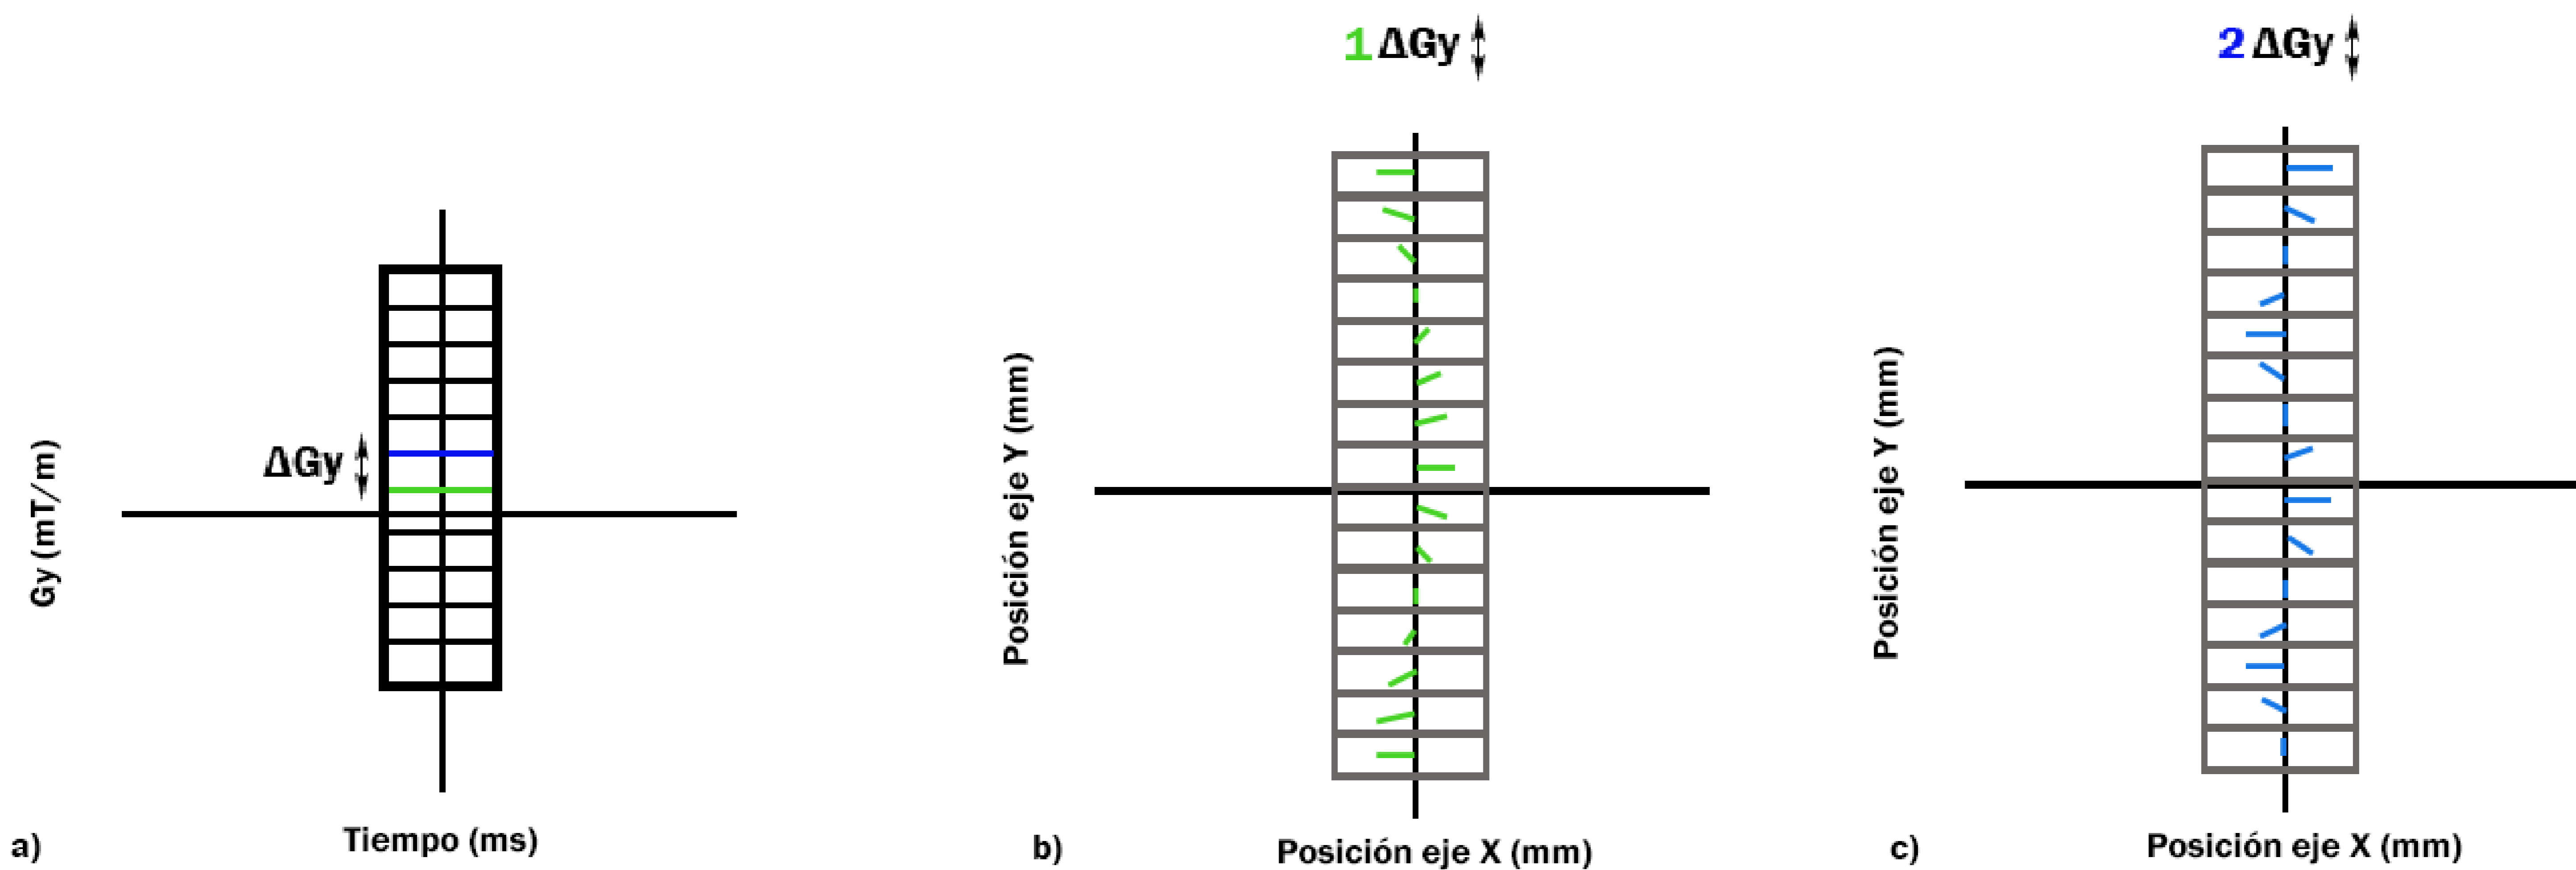 Gy (mT/m)
ΔGy
Tiempo (ms)
a)
1 ΔGy
Posición eje Y (mm)
Posición eje X (mm)
b)
2 ΔGy
Posición eje Y (mm)
Posición eje X (mm)
c)